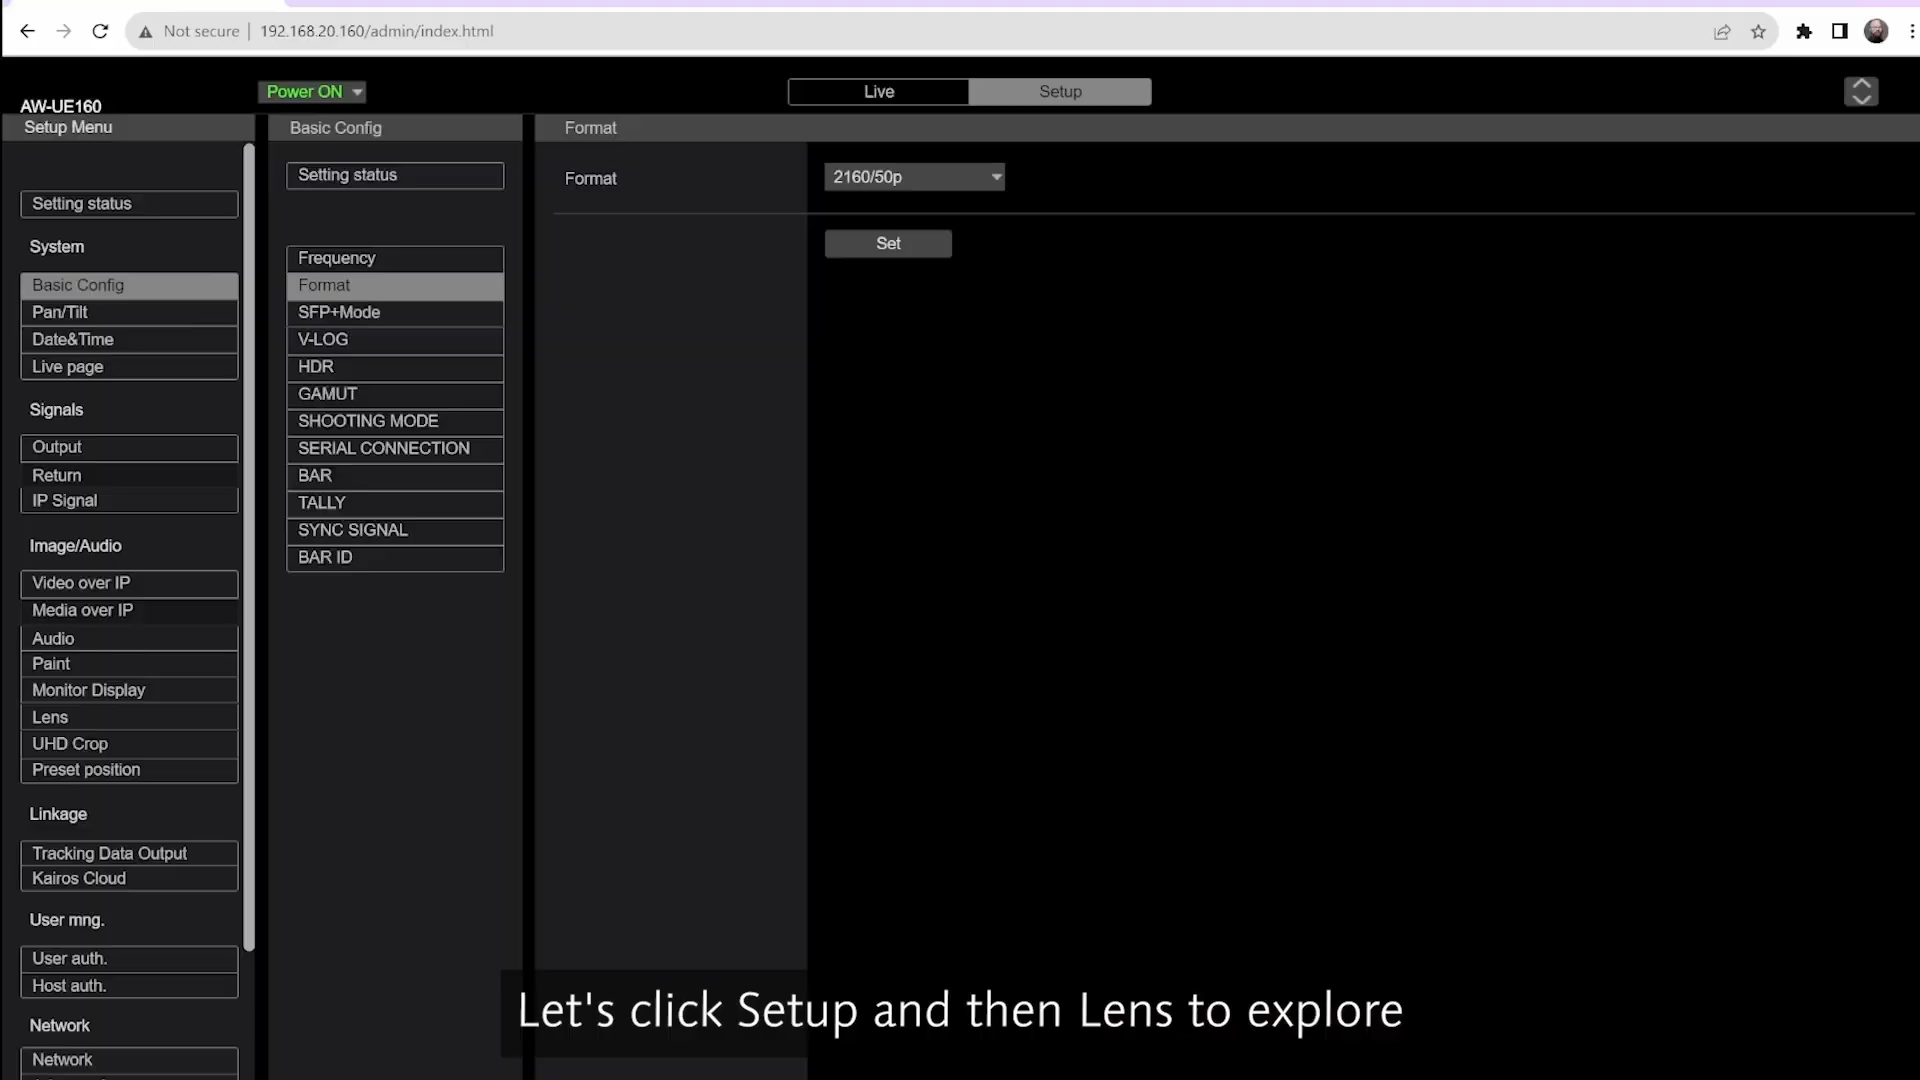 Not secure
192.168.20.160/admin/index.html
AW-UE160
Power ON
Live
Setup
Setup Menu
Setting status
System
Basic Config
Pan/Tilt
Date&Time
Live page
Signals
Output
Return
IP Signal
Image/Audio
Video over IP
Media over IP
Audio
Paint
Monitor Display
Lens
UHD Crop
Preset position
Linkage
Tracking Data Output
Kairos Cloud
User mng.
User auth.
Host auth.
Network
Network
Basic Config
Setting status
Frequency
Format
SFP+Mode
V-LOG
HDR
GAMUT
SHOOTING MODE
SERIAL CONNECTION
BAR
TALLY
SYNC SIGNAL
BAR ID
Format
Format
2160/50p
Set
Let's click Setup and then Lens to explore